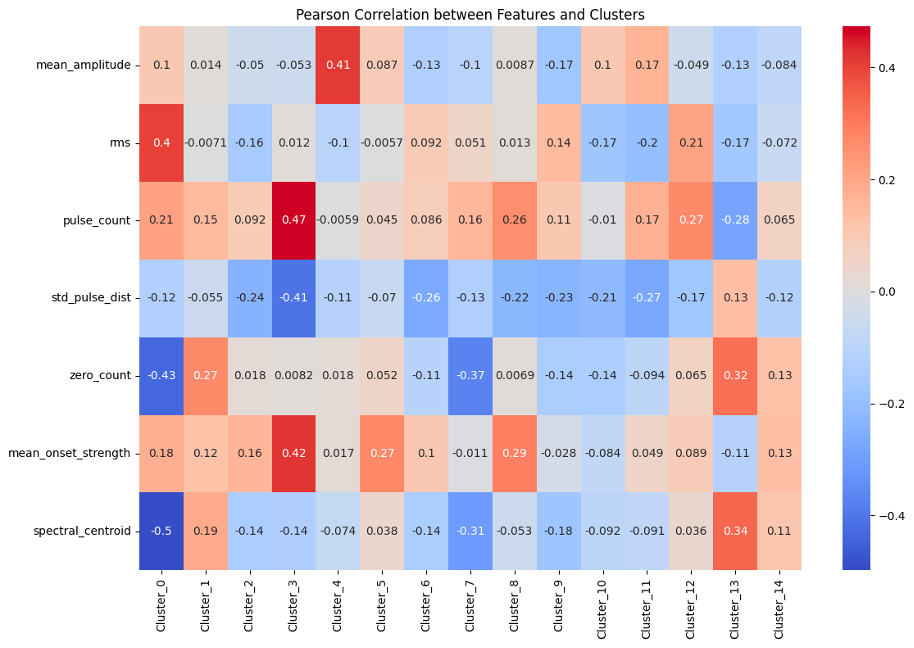 Pearson Correlation between Features and Clusters
mean_amplitude 0.1 0.014 -0.05 -0.053 0.41 0.087 -0.13 -0.1 0.0087 -0.17 0.1 0.17 -0.049 -0.13 -0.084
rms 0.4 -0.0071 -0.16 0.012 -0.1 -0.0057 0.092 0.051 0.013 0.14 -0.17 -0.2 0.21 -0.17 -0.072
pulse_count 0.21 0.15 0.092 0.47 -0.0059 0.045 0.086 0.16 0.26 0.11 -0.01 0.17 0.27 -0.28 0.065
std_pulse_dist -0.12 -0.055 -0.24 -0.41 -0.11 -0.07 -0.26 -0.13 -0.22 -0.23 -0.21 -0.27 -0.17 0.13 -0.12
zero_count -0.43 0.27 0.018 0.0082 0.018 0.052 -0.11 -0.37 0.0069 -0.14 -0.14 -0.094 0.065 0.32 0.13
mean_onset_strength 0.18 0.12 0.16 0.42 0.017 0.27 0.1 -0.011 0.29 -0.028 -0.084 0.049 0.089 -0.11 0.13
spectral_centroid -0.5 0.19 -0.14 -0.14 -0.074 0.038 -0.14 -0.31 -0.053 -0.18 -0.092 -0.091 0.036 0.34 0.11
Cluster_0 Cluster_1 Cluster_2 Cluster_3 Cluster_4 Cluster_5 Cluster_6 Cluster_7 Cluster_8 Cluster_9 Cluster_10 Cluster_11 Cluster_12 Cluster_13 Cluster_14
0.4
0.2
0.0
−0.2
−0.4